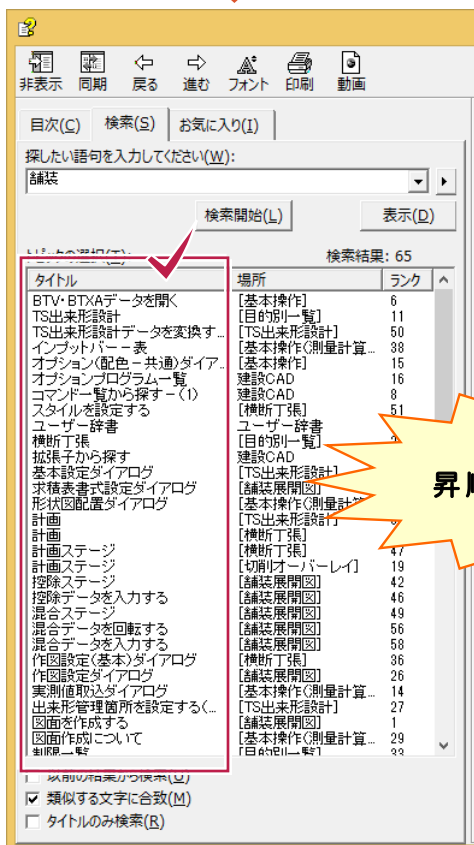 非表示 同期 戻る 進む フォント 印刷 動画
目次(C) 検索(S) お気に入り(I)
探したい語句を入力してください(W):
舗装
検索開始(L) 表示(D)
検索結果: 65
タイトル 場所 ランク
BTV・BTXAデータを開く [基本操作] 6
TS出来形設計 [目的別一覧] 11
TS出来形設計データを変換す... [TS出来形設計] 50
インプットバー－表 [基本操作(測量計算... 38
オプション(配色－共通)ダイア... [基本操作] 15
オプションプログラム一覧 建設CAD 16
コマンド一覧から探す－(1) 建設CAD 8
スタイルを設定する [横断丁張] 51
ユーザー辞書 ユーザー辞書
横断丁張 [目的別一覧]
拡張子から探す 建設CAD
基本設定ダイアログ [TS出来形設計]
求積表書式設定ダイアログ [舗装展開図]
形状図配置ダイアログ [基本操作(測量計算
計画 [TS出来形設計]
計画 [横断丁張]
計画ステージ [横断丁張] 47
計画ステージ [切削オーバーレイ] 19
控除ステージ [舗装展開図] 42
控除データを入力する [舗装展開図] 46
混合ステージ [舗装展開図] 49
混合データを回転する [舗装展開図] 56
混合データを入力する [舗装展開図] 58
作図設定(基本)ダイアログ [横断丁張] 36
作図設定ダイアログ [舗装展開図] 26
実測値取込ダイアログ [基本操作(測量計算... 14
出来形管理箇所を設定する(... [TS出来形設計] 27
図面を作成する [舗装展開図] 1
図面作成について [基本操作(測量計算... 29
制限一覧 [目的別一覧] 33
以前の結果から検索(U)
類似する文字に合致(M)
タイトルのみ検索(R)
昇順